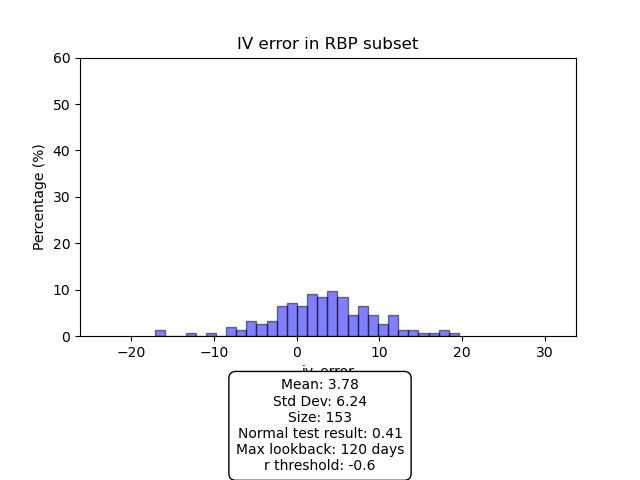 IV error in RBP subset
60
50
40
30
20
10
0
Percentage (%)
−20 −10 0 10 20 30
iv_error
Mean: 3.78
Std Dev: 6.24
Size: 153
Normal test result: 0.41
Max lookback: 120 days
r threshold: -0.6